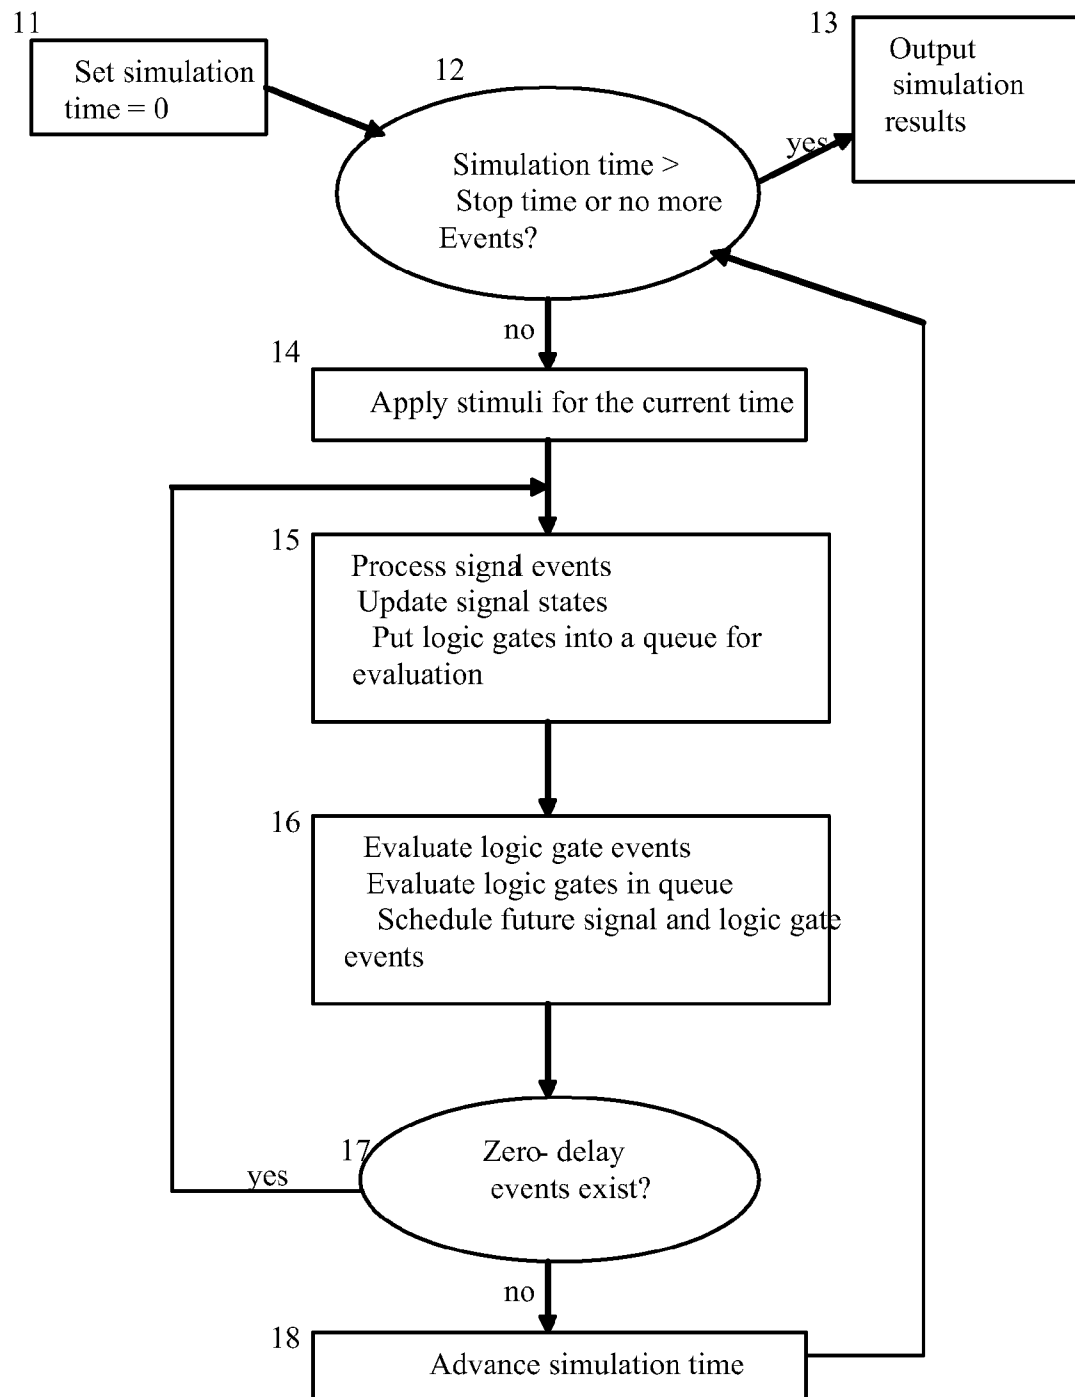 11
Set simulation
time = 0
12
Simulation time >
Stop time or no more
Events?
yes
13
Output
simulation
results
no
14
Apply stimuli for the current time
15
Process signal events
Update signal states
Put logic gates into a queue for
evaluation
16
Evaluate logic gate events
Evaluate logic gates in queue
Schedule future signal and logic gate
events
17
Zero- delay
events exist?
yes
no
18
Advance simulation time